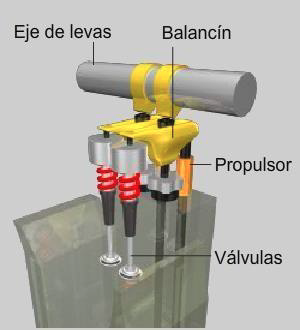 Eje de levas
Balancín
Propulsor
Válvulas